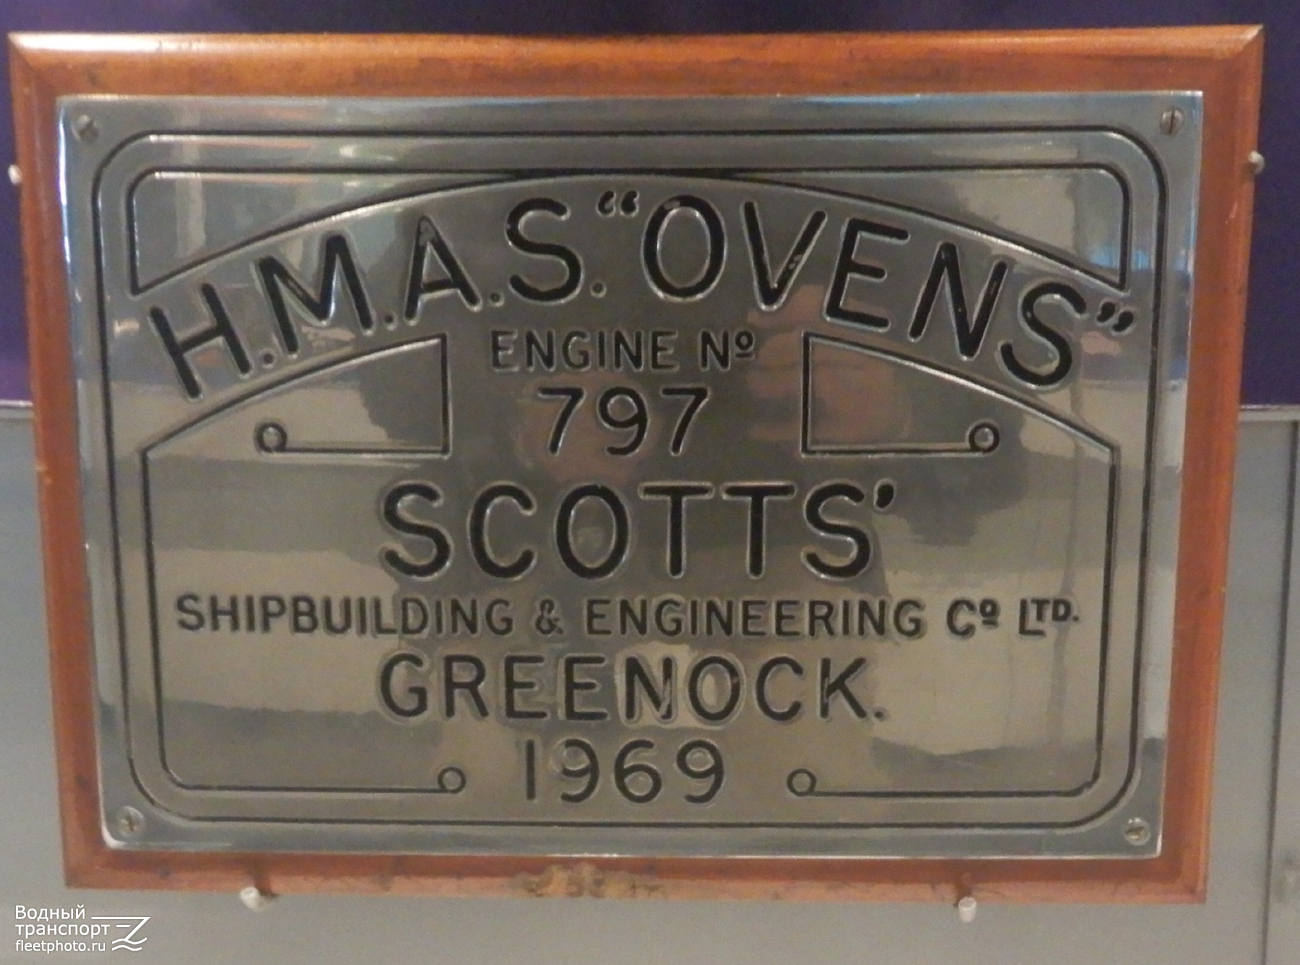 H.M.A.S. “OVENS”
ENGINE Nº
797
SCOTTS’
SHIPBUILDING & ENGINEERING Cº LTD.
GREENOCK.
1969
Водный
транспорт
fleetphoto.ru